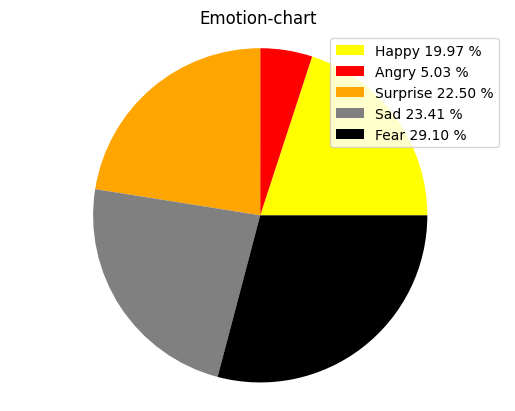 Emotion-chart
Happy 19.97 %
Angry 5.03 %
Surprise 22.50 %
Sad 23.41 %
Fear 29.10 %